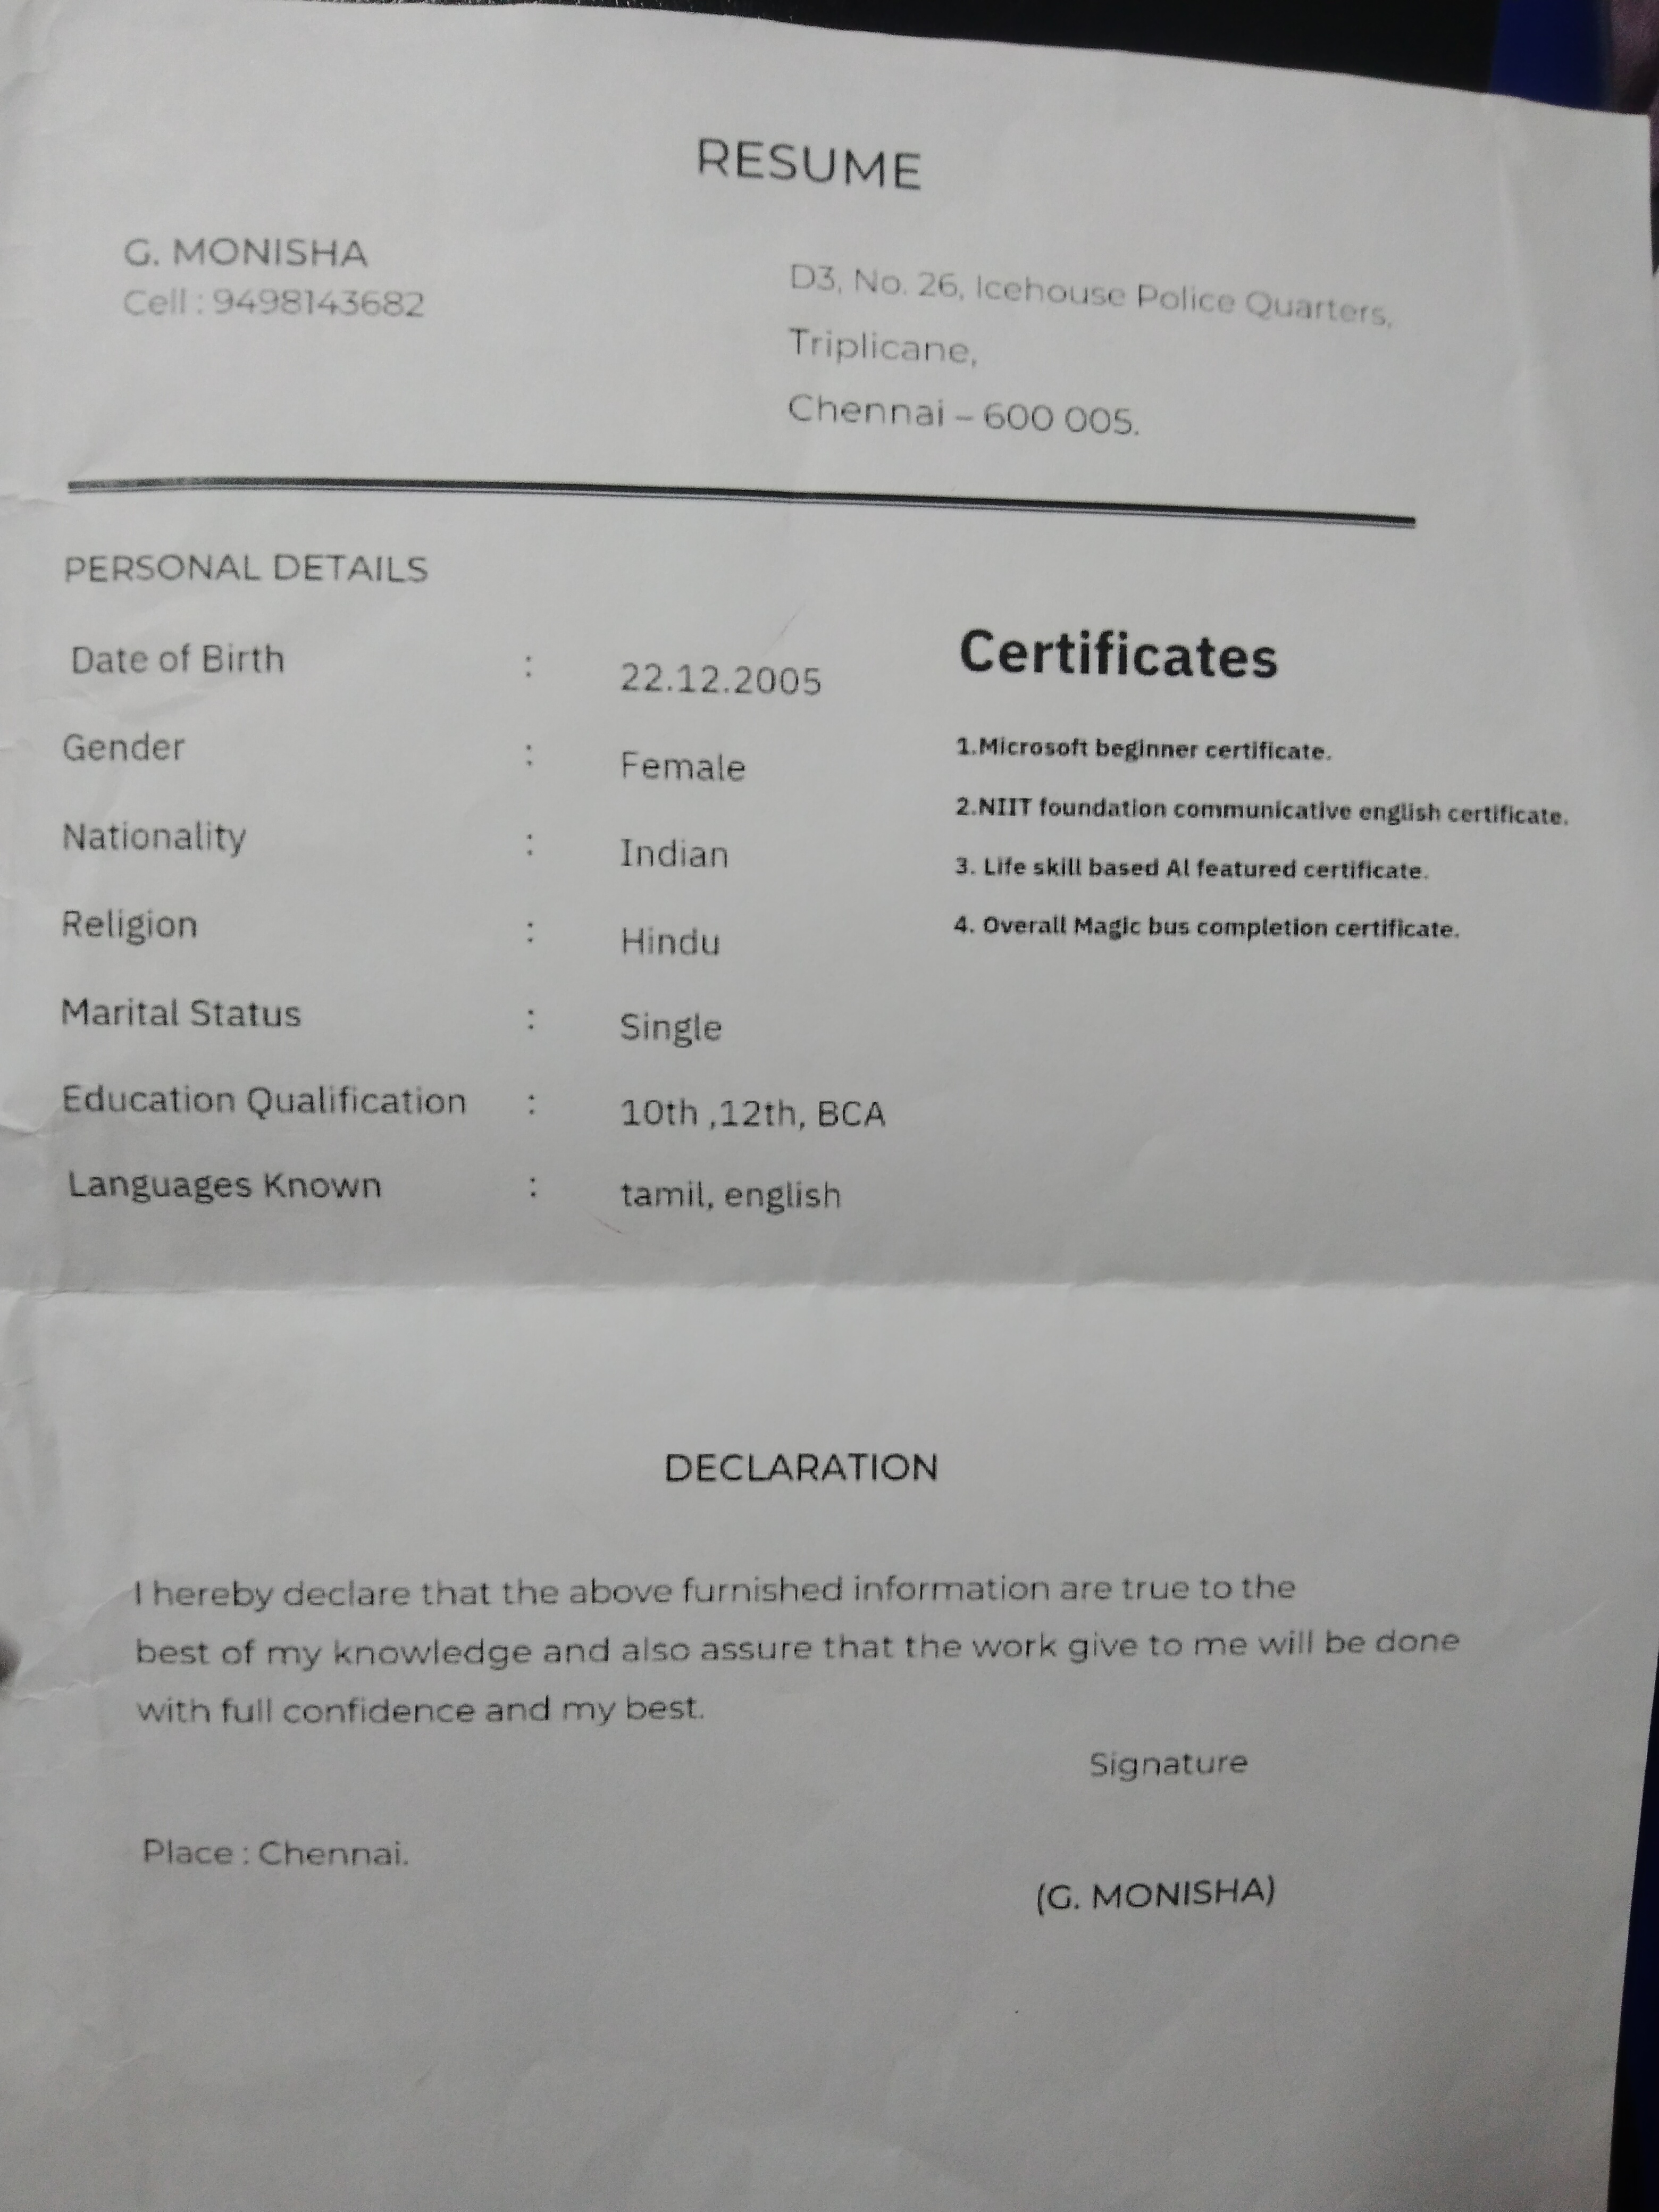 RESUME
G. MONISHA
Cell : 9498143682
D3, No. 26, Icehouse Police Quarters,
Triplicane,
Chennai – 600 005.
PERSONAL DETAILS
Date of Birth : 22.12.2005
Gender : Female
Nationality : Indian
Religion : Hindu
Marital Status : Single
Education Qualification : 10th ,12th, BCA
Languages Known : tamil, english
Certificates
1.Microsoft beginner certificate.
2.NIIT foundation communicative english certificate.
3. Life skill based AI featured certificate.
4. Overall Magic bus completion certificate.
DECLARATION
I hereby declare that the above furnished information are true to the
best of my knowledge and also assure that the work give to me will be done
with full confidence and my best.
Signature
Place : Chennai.
(G. MONISHA)